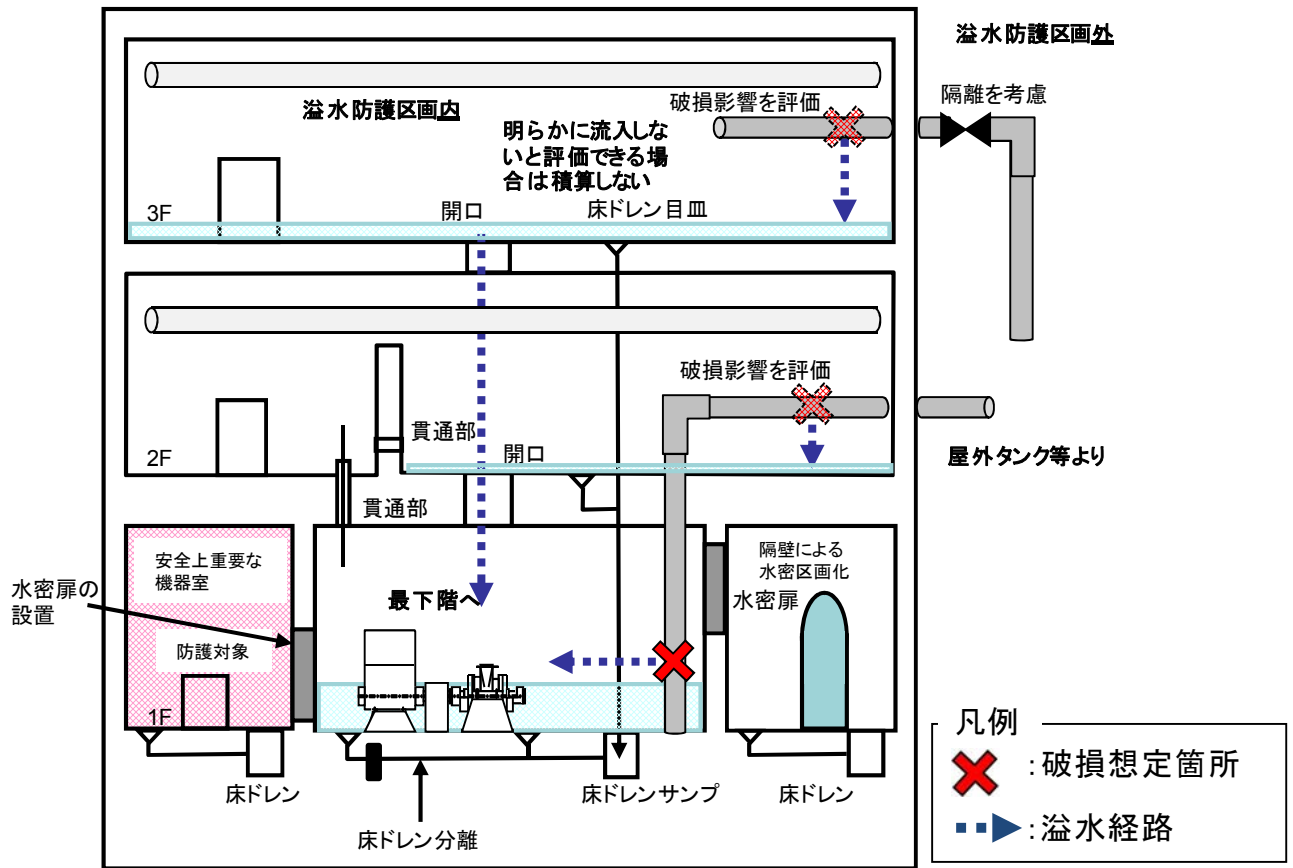 溢水防護区画外
溢水防護区画内
破損影響を評価
隔離を考慮
明らかに流入しな
いと評価できる場
合は積算しない
3F
開口
床ドレン目皿
破損影響を評価
貫通部
2F
開口
屋外タンク等より
貫通部
安全上重要な
機器室
隔壁による
水密区画化
水密扉の
設置
最下階へ
水密扉
防護対象
1F
凡例
:破損想定箇所
:溢水経路
床ドレン
床ドレンサンプ
床ドレン
床ドレン分離